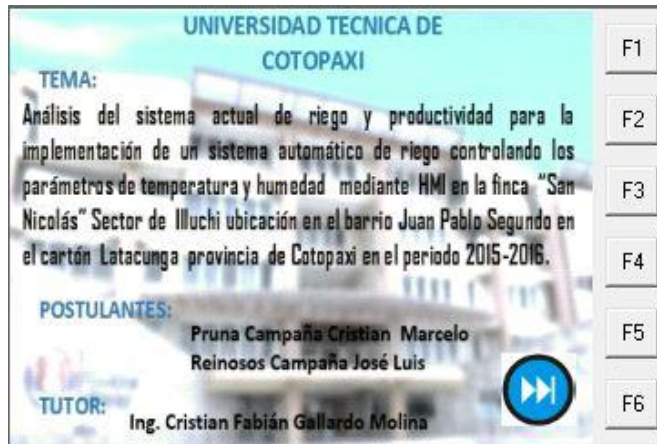 UNIVERSIDAD TECNICA DE
COTOPAXI
TEMA:
Análisis del sistema actual de riego y productividad para la
implementación de un sistema automático de riego controlando los
parámetros de temperatura y humedad mediante HMI en la finca “San
Nicolás” Sector de Illuchi ubicación en el barrio Juan Pablo Segundo en
el cartón Latacunga provincia de Cotopaxi en el periodo 2015-2016.
POSTULANTES:
Pruna Campaña Cristian Marcelo
Reinosos Campaña José Luis
TUTOR:
Ing. Cristian Fabián Gallardo Molina
F1
F2
F3
F4
F5
F6